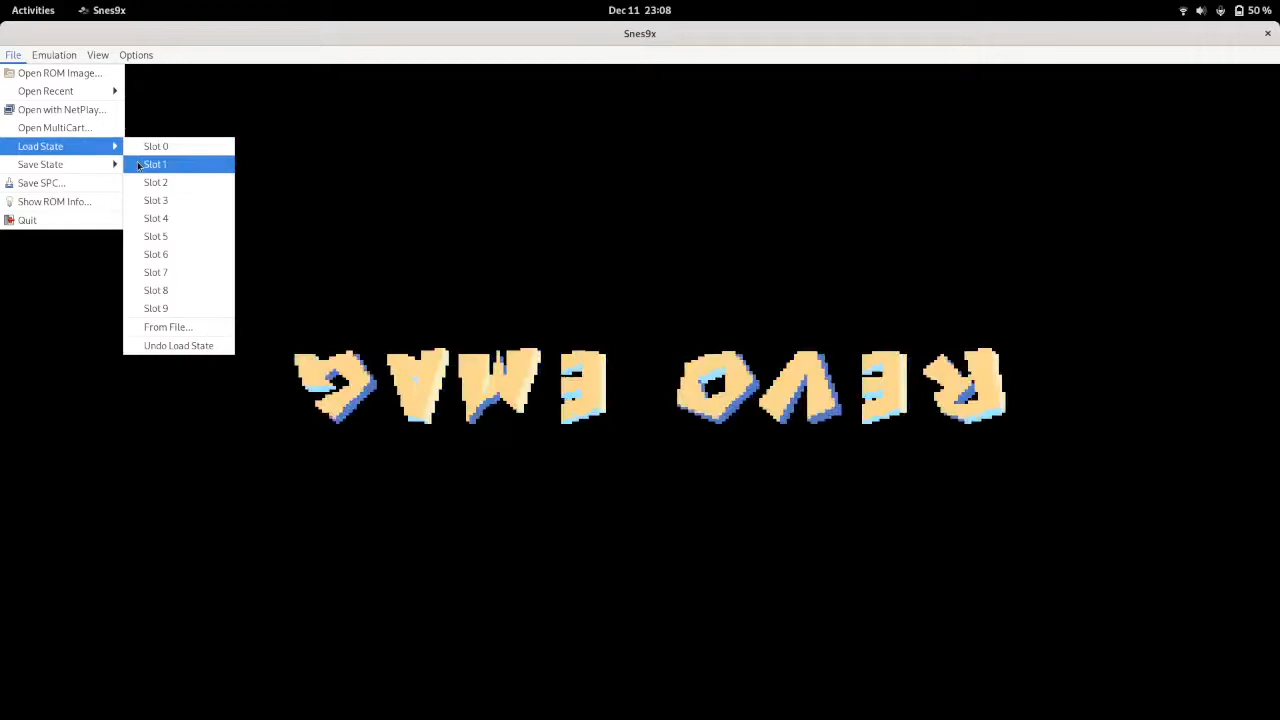 Activities Snes9x Dec 11 23:08 50 %
Snes9x ×
File Emulation View Options
Open ROM Image...
Open Recent
Open with NetPlay...
Open MultiCart...
Load State
Save State
Save SPC...
Show ROM Info...
Quit
Slot 0
Slot 1
Slot 2
Slot 3
Slot 4
Slot 5
Slot 6
Slot 7
Slot 8
Slot 9
From File...
Undo Load State
GAME OVER